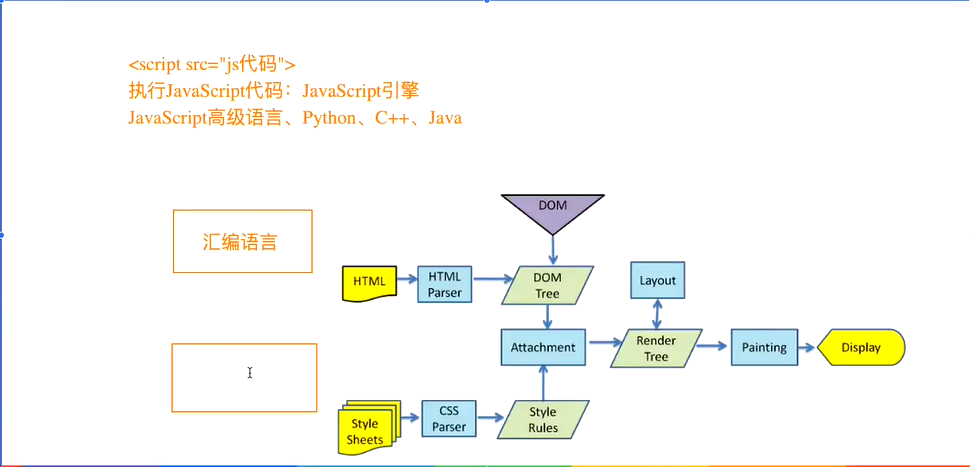 <script src="js代码">
执行JavaScript代码：JavaScript引擎
JavaScript高级语言、Python、C++、Java
DOM
汇编语言
HTML
HTML
Parser
DOM
Tree
Layout
Attachment
Render
Tree
Painting
Display
Style
Sheets
CSS
Parser
Style
Rules